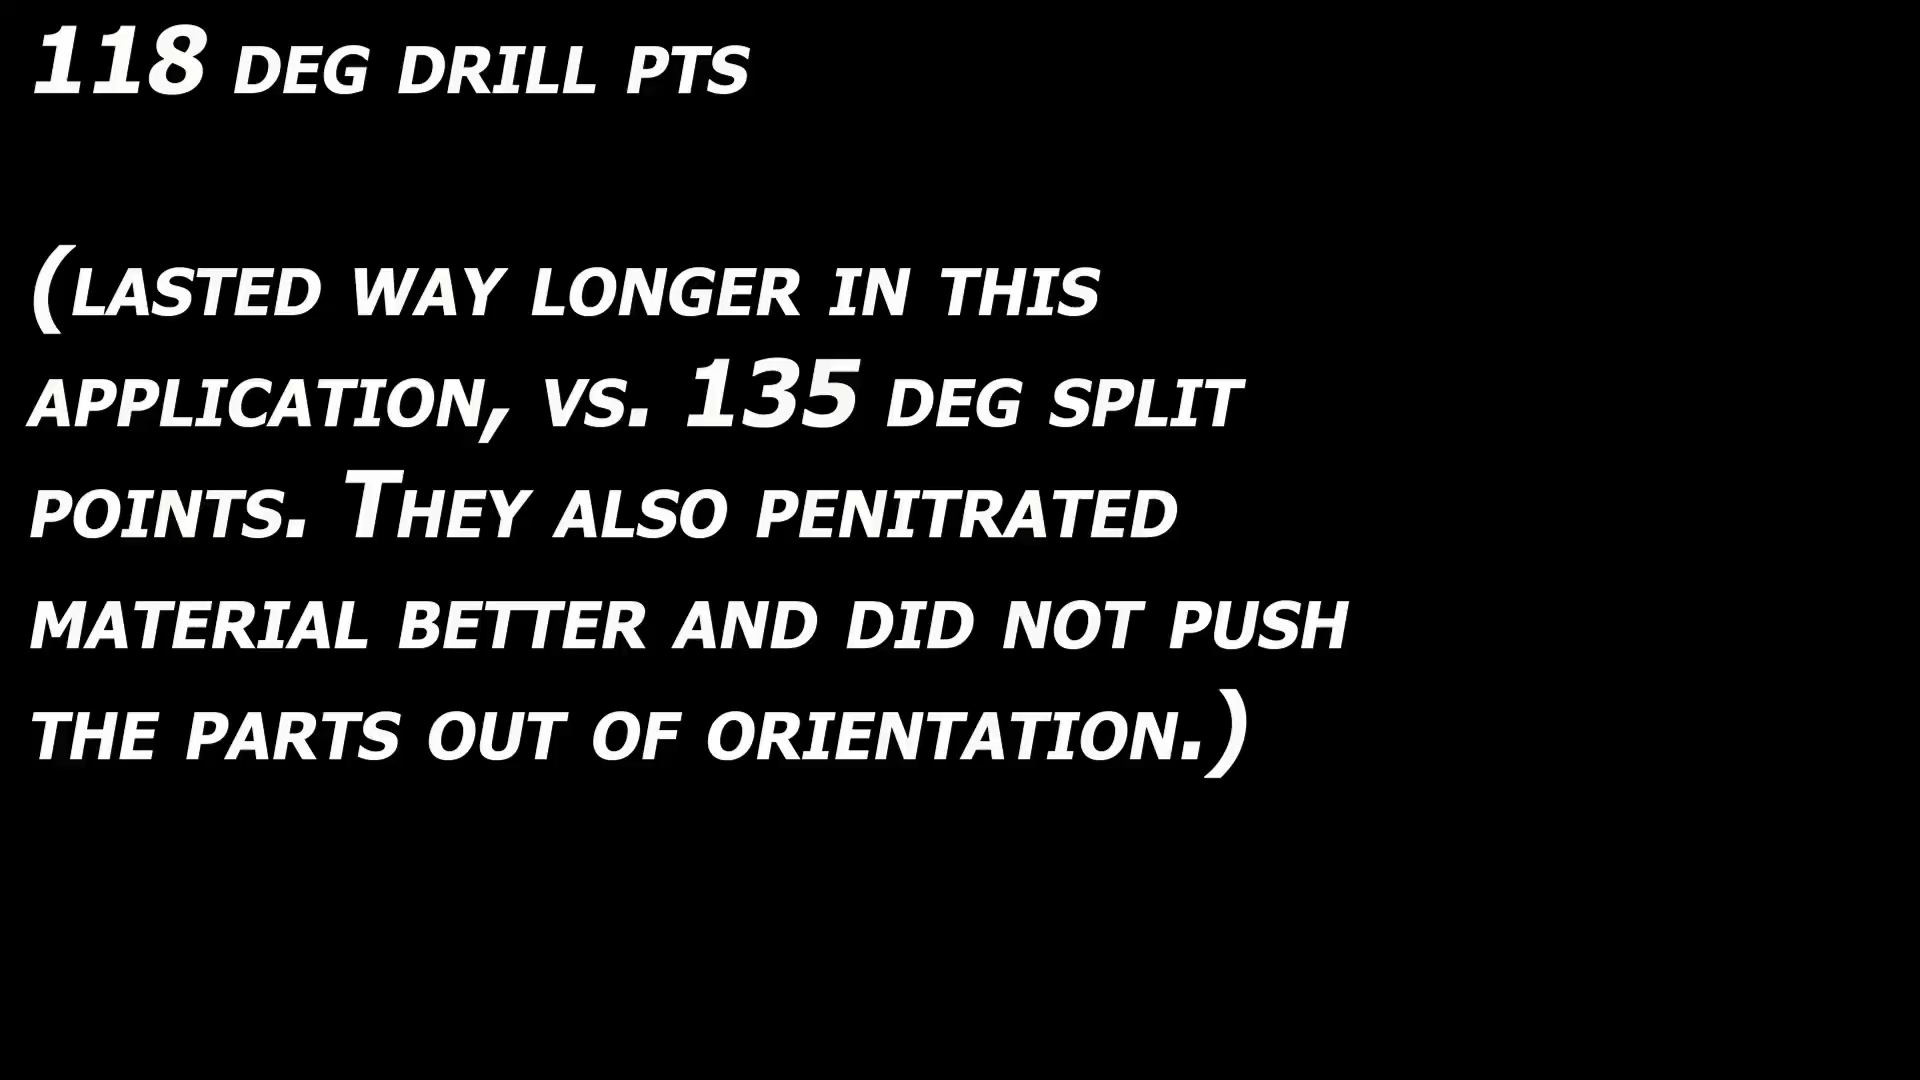 118 DEG DRILL PTS
(LASTED WAY LONGER IN THIS
APPLICATION, VS. 135 DEG SPLIT
POINTS. THEY ALSO PENITRATED
MATERIAL BETTER AND DID NOT PUSH
THE PARTS OUT OF ORIENTATION.)